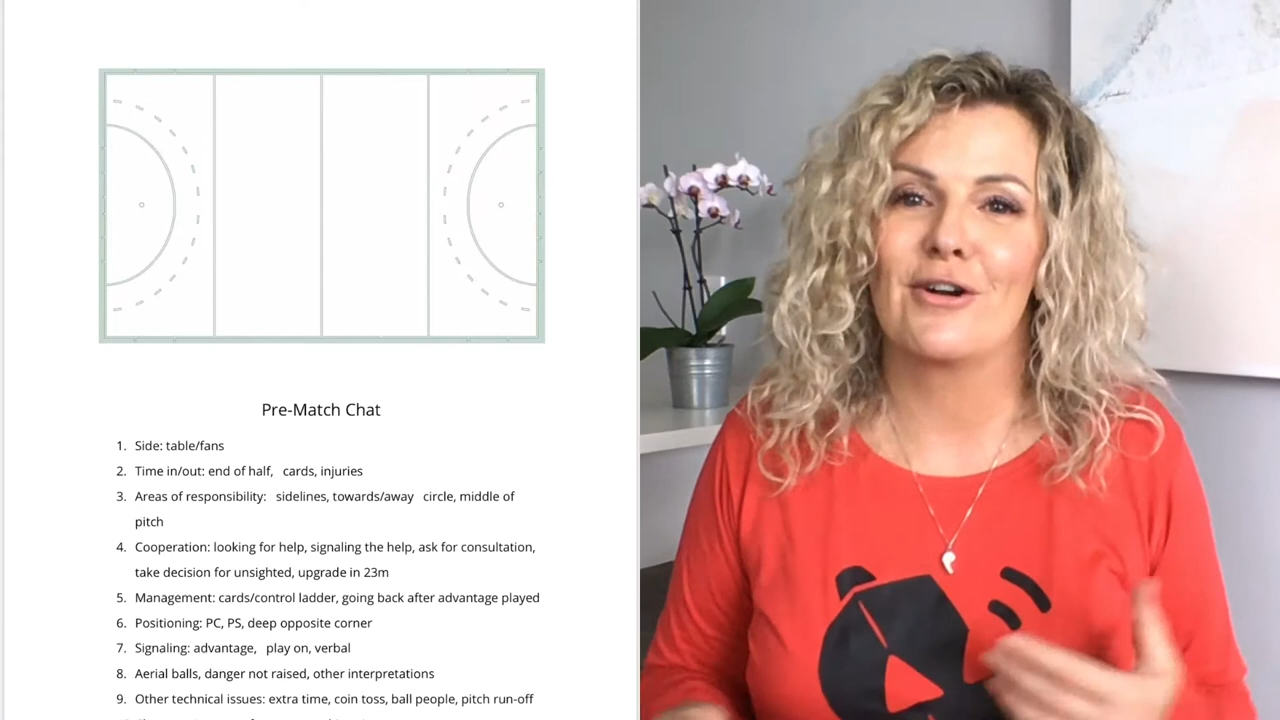 Pre-Match Chat
1. Side: table/fans
2. Time in/out: end of half, cards, injuries
3. Areas of responsibility: sidelines, towards/away circle, middle of
pitch
4. Cooperation: looking for help, signaling the help, ask for consultation,
take decision for unsighted, upgrade in 23m
5. Management: cards/control ladder, going back after advantage played
6. Positioning: PC, PS, deep opposite corner
7. Signaling: advantage, play on, verbal
8. Aerial balls, danger not raised, other interpretations
9. Other technical issues: extra time, coin toss, ball people, pitch run-off